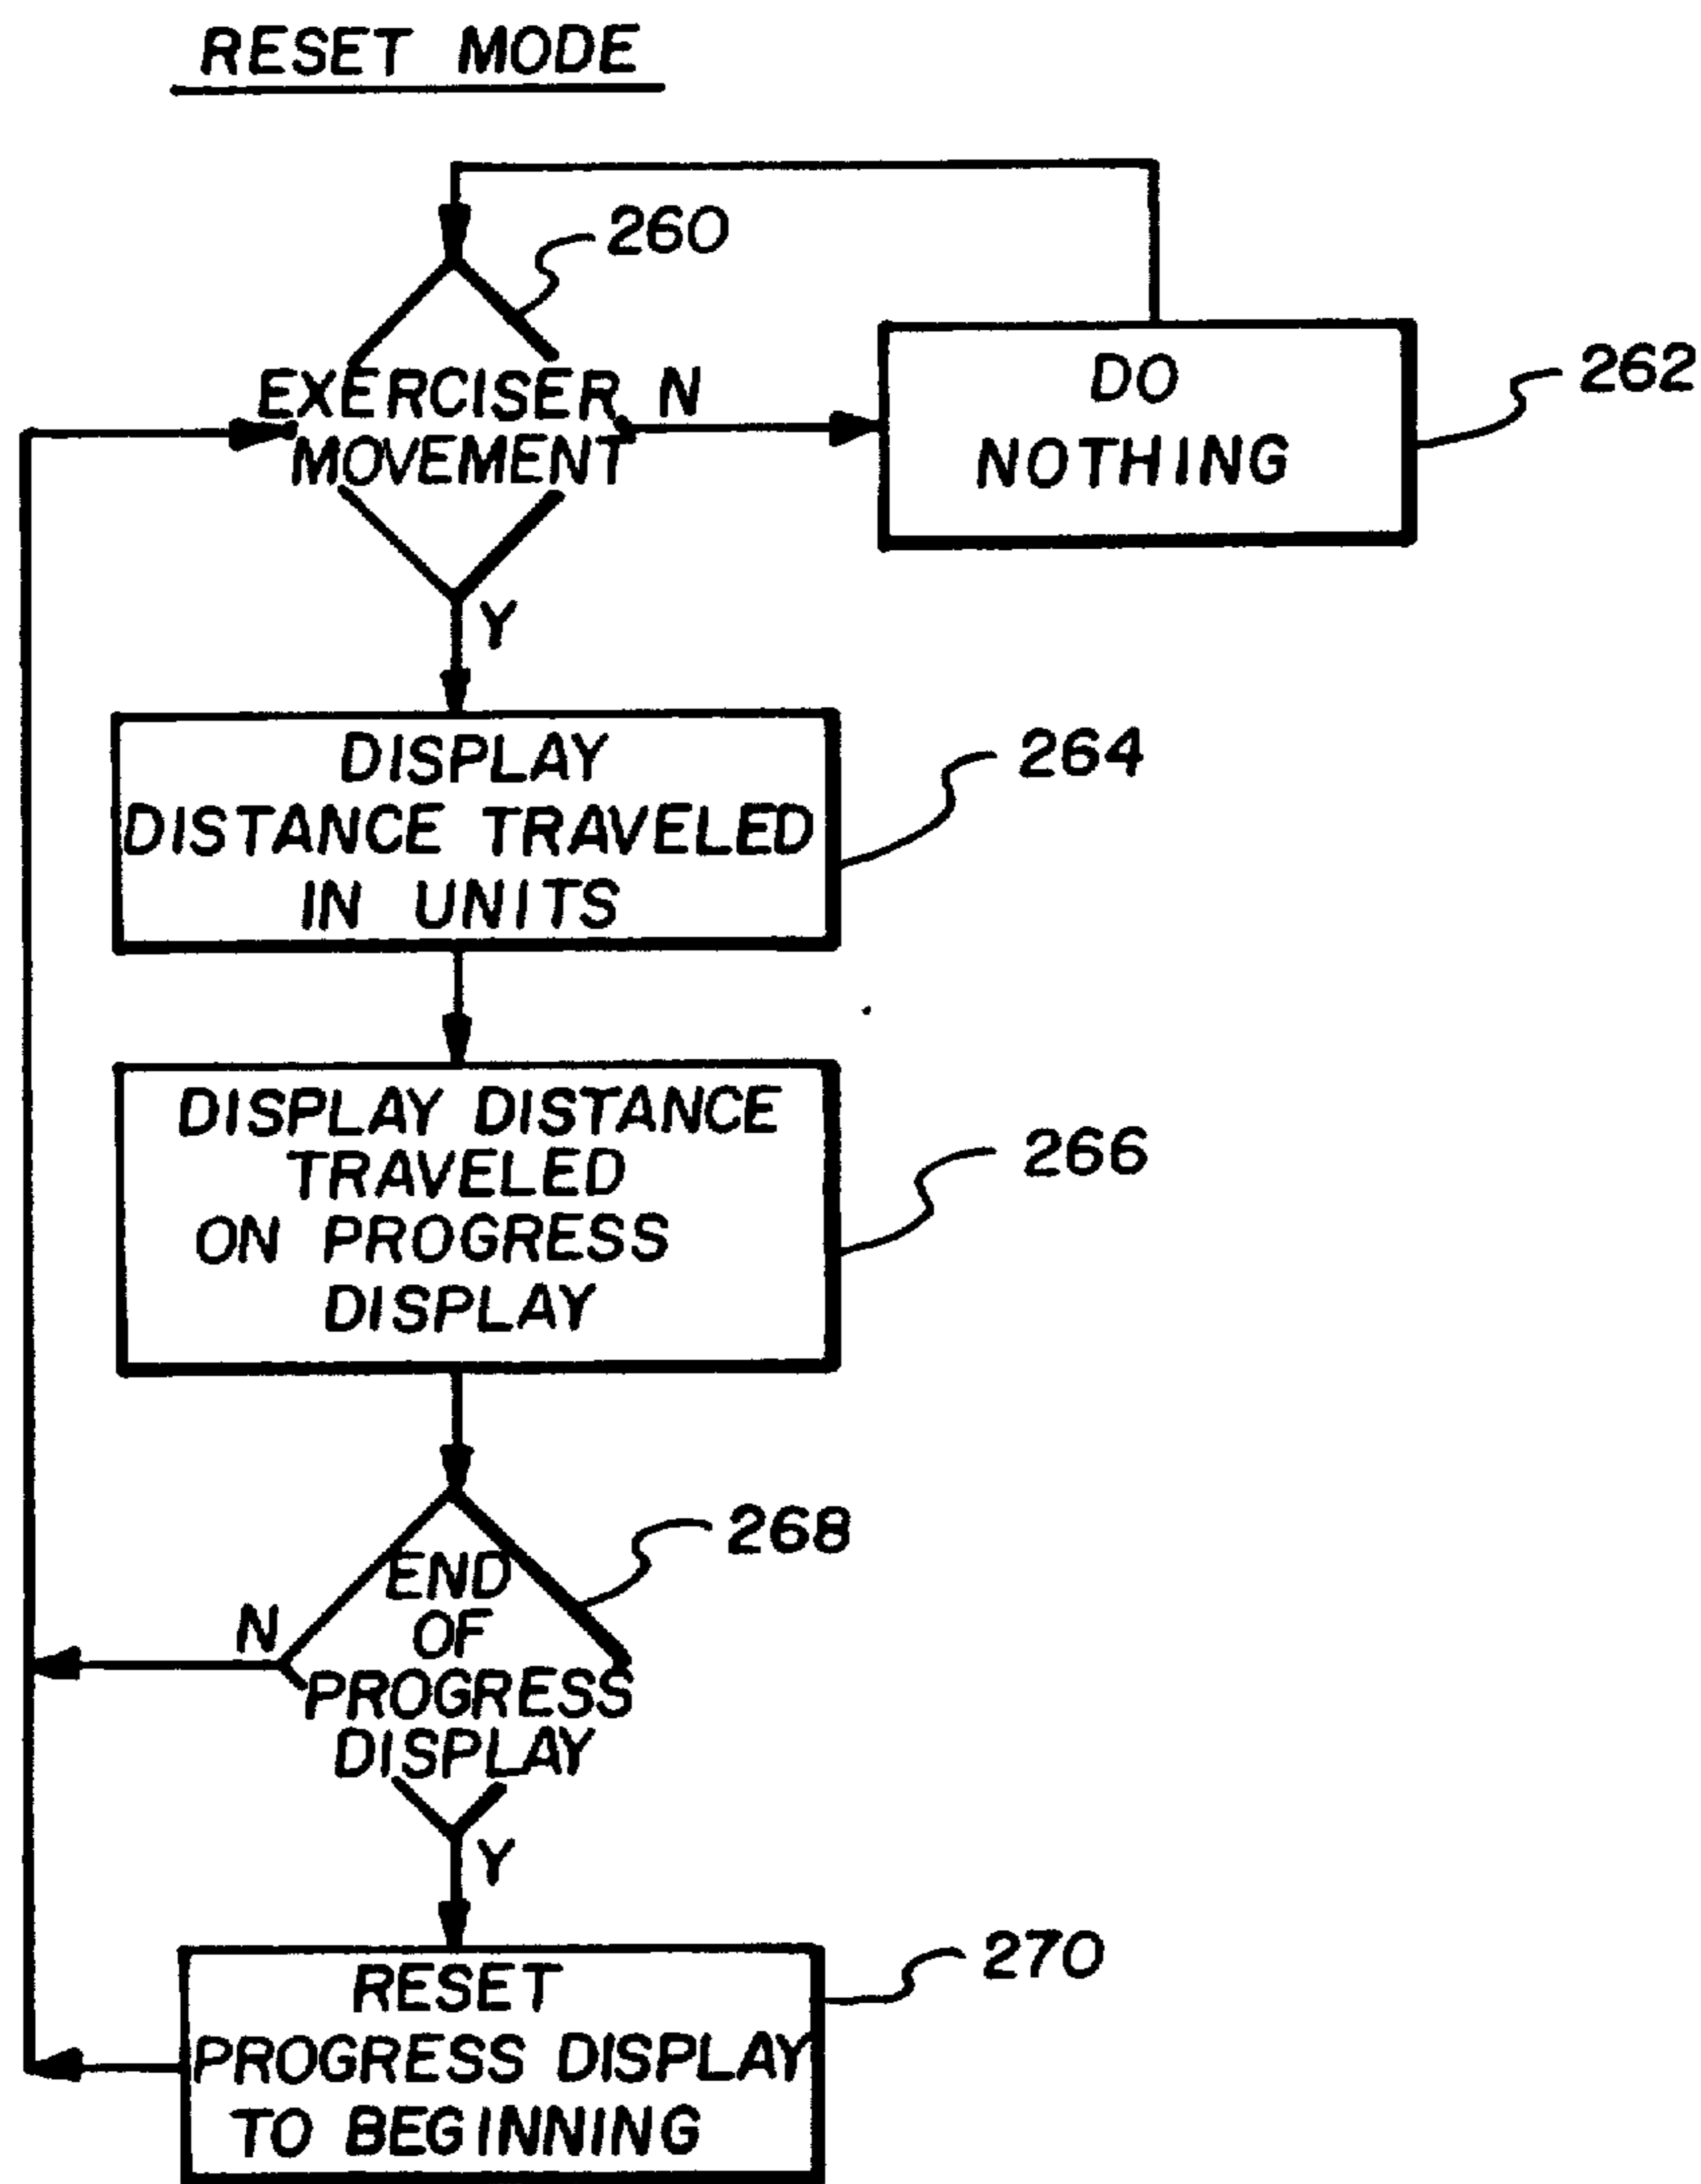 RESET MODE
260
EXERCISER N
MOVEMENT
DO
NOTHING
262
Y
DISPLAY
DISTANCE TRAVELED
IN UNITS
264
DISPLAY DISTANCE
TRAVELED
ON PROGRESS
DISPLAY
266
268
END
OF
N
PROGRESS
DISPLAY
Y
RESET
PROGRESS DISPLAY
TO BEGINNING
270